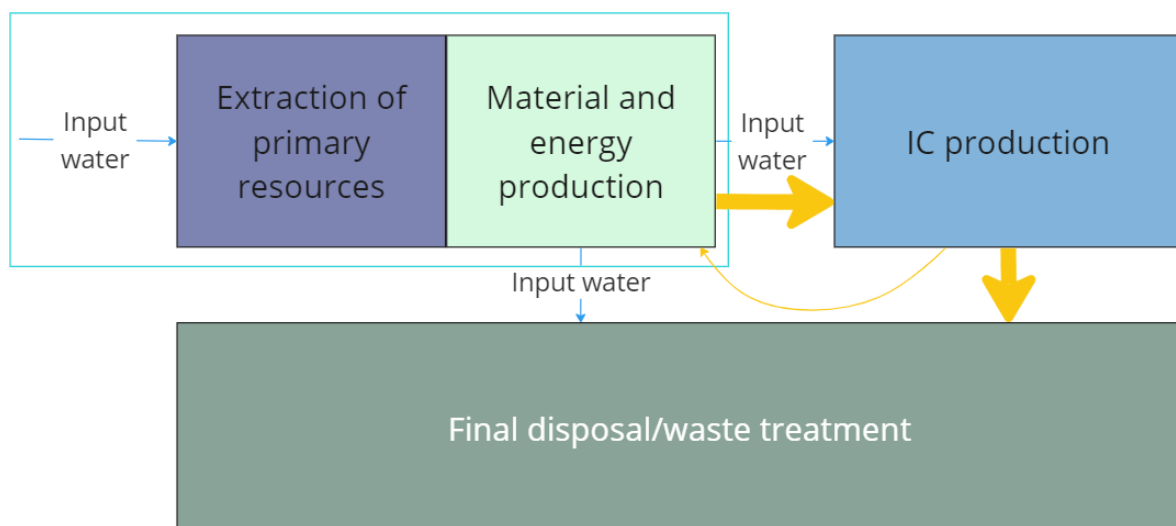 Input
water
Extraction of
primary
resources
Material and
energy
production
Input
water
IC production
Input water
Final disposal/waste treatment